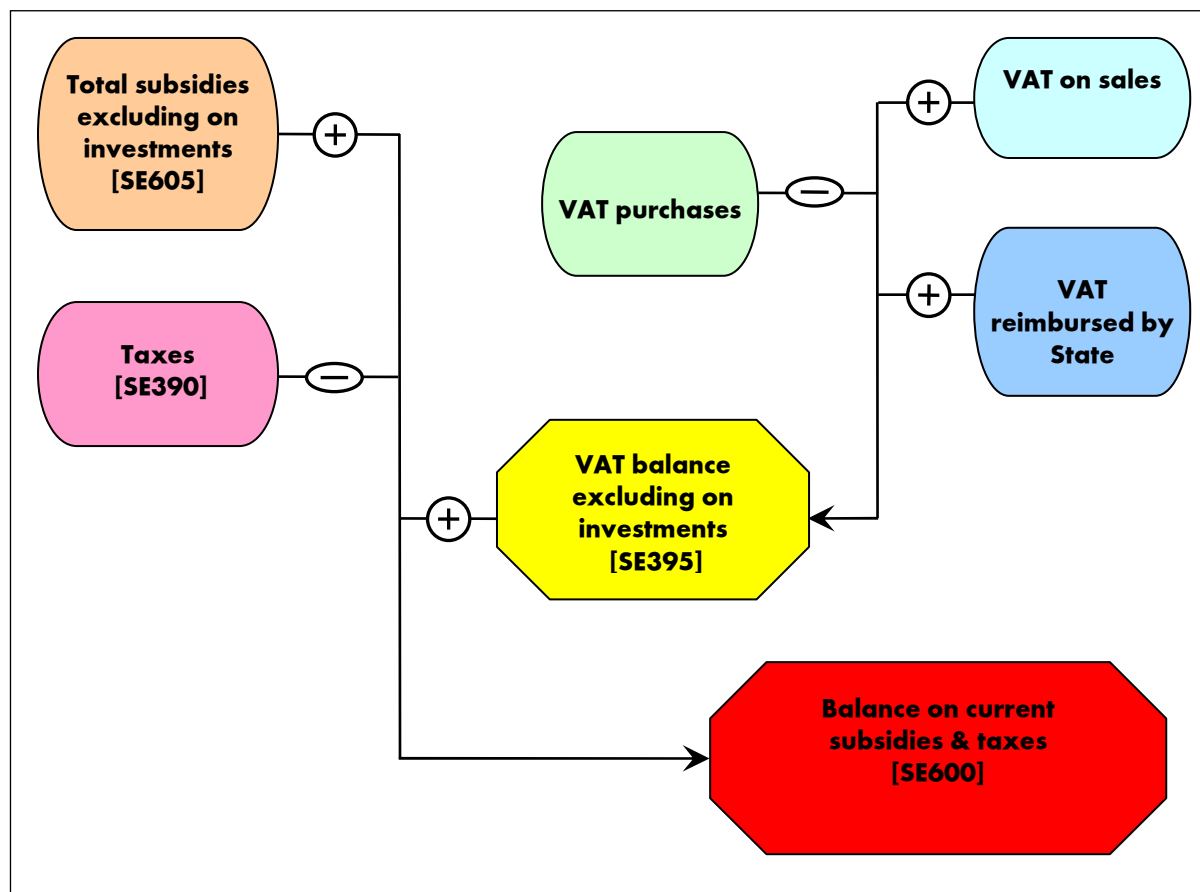 Total subsidies
excluding on
investments
[SE605]
+
VAT on sales
+
VAT purchases
−
VAT
reimbursed by
State
+
Taxes
[SE390]
−
VAT balance
excluding on
investments
[SE395]
+
Balance on current
subsidies & taxes
[SE600]